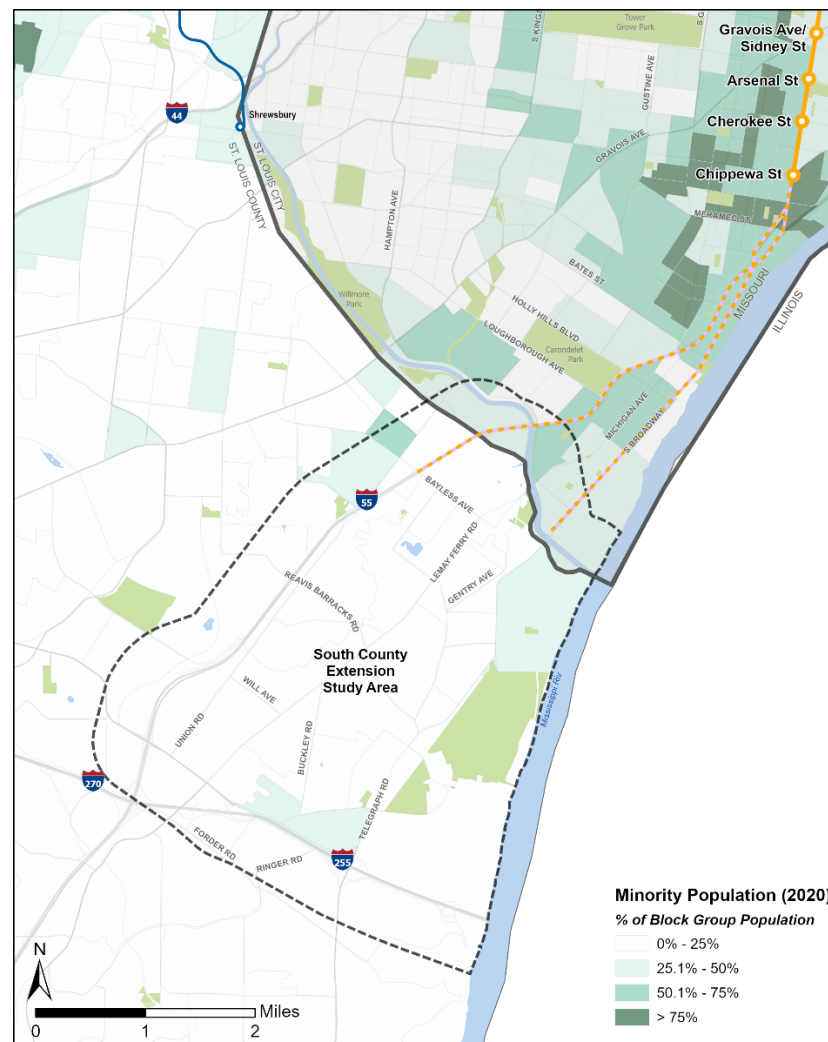 Tower
Grove Park
S KINGS
S G
Gravois Ave/
Sidney St
GUSTINE AVE
Arsenal St
44
Shrewsbury
Cherokee St
GRAVOIS AVE
ST. LOUIS CITY
ST. LOUIS COUNTY
Chippewa St
HAMPTON AVE
MERAMEC ST
BATES ST
MISSOURI
ILLINOIS
Willmore
Park
HOLLY HILLS BLVD
LOUGHBOROUGH AVE
Carondelet
Park
MICHIGAN AVE
S BROADWAY
55
BAYLESS AVE
LEMAY FERRY RD
GENTRY AVE
REAVIS BARRACKS RD
South County
Extension
Study Area
WILL AVE
Mississippi Riv
UNION RD
BUCKLEY RD
270
TELEGRAPH RD
FORDER RD
RINGER RD
255
Minority Population (2020)
% of Block Group Population
0% - 25%
25.1% - 50%
50.1% - 75%
> 75%
N
Miles
0 1 2